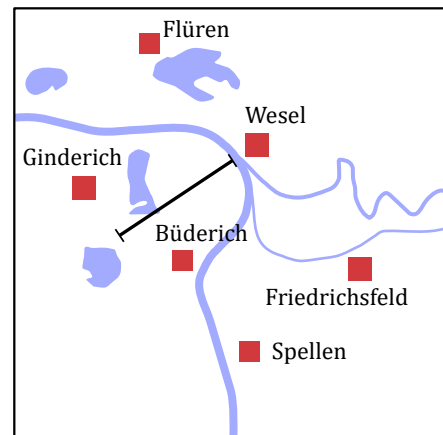 Flüren
Wesel
Ginderich
Büderich
Friedrichsfeld
Spellen